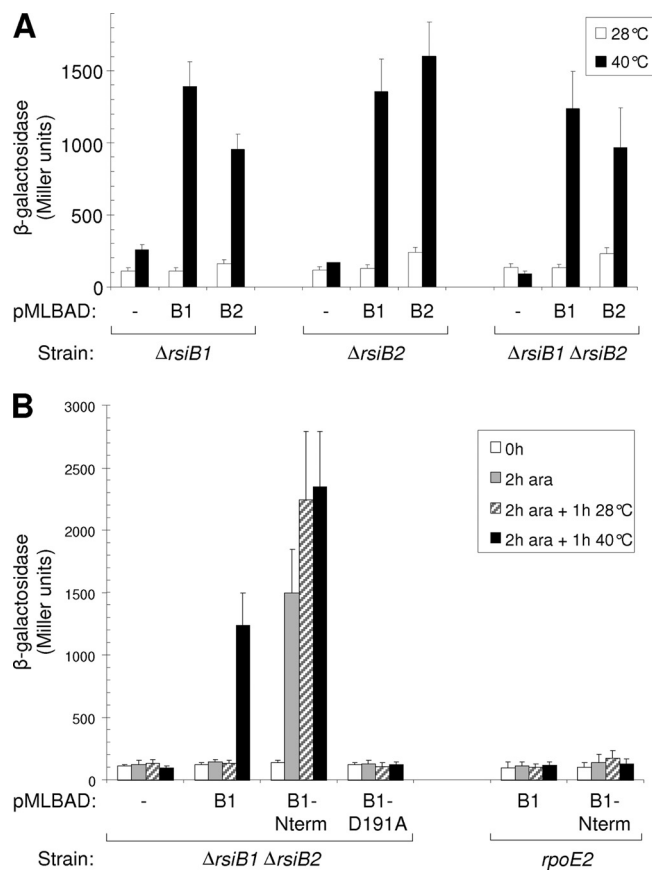 A
28°C
40°C
β-galactosidase
(Miller units)
1500
1000
500
0
pMLBAD: - B1 B2 - B1 B2 - B1 B2
Strain: ΔrsiB1 ΔrsiB2 ΔrsiB1 ΔrsiB2
B
3000
2500
2000
1500
1000
500
0
β-galactosidase
(Miller units)
0h
2h ara
2h ara + 1h 28°C
2h ara + 1h 40°C
pMLBAD: - B1 B1- B1- B1 B1-
Nterm D191A Nterm
Strain: ΔrsiB1 ΔrsiB2 rpoE2